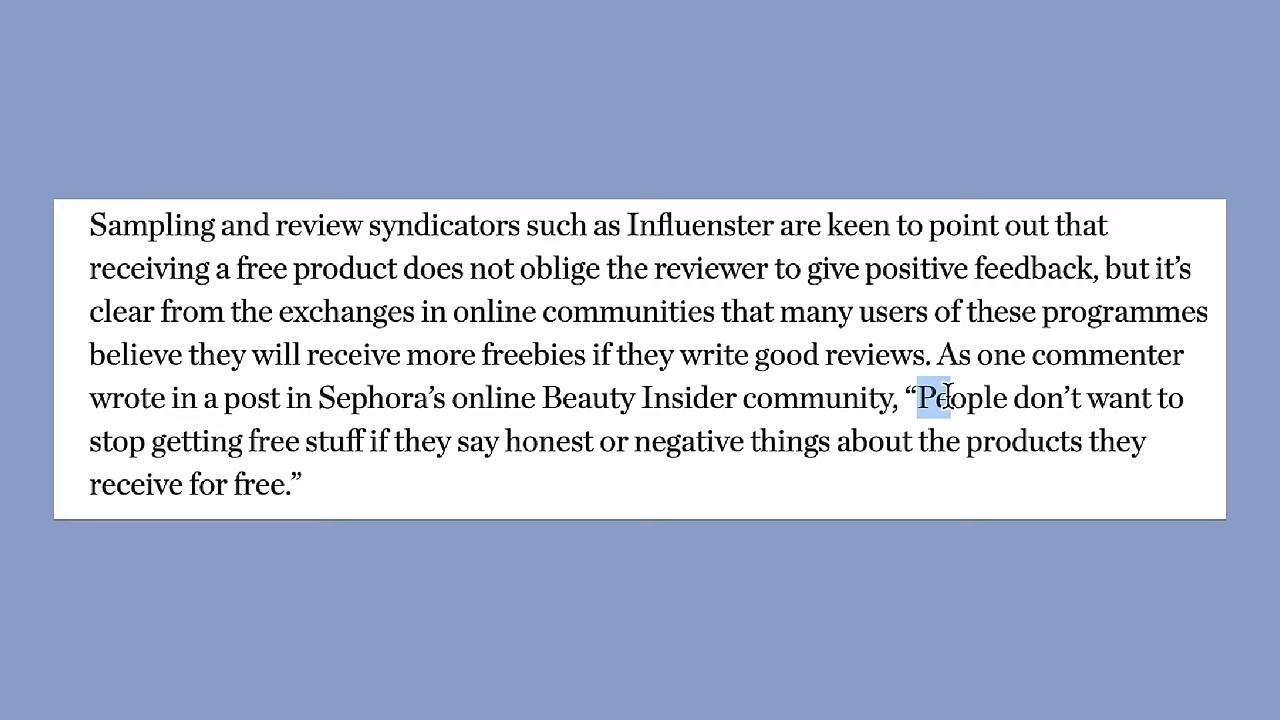 Sampling and review syndicators such as Influenster are keen to point out that
receiving a free product does not oblige the reviewer to give positive feedback, but it’s
clear from the exchanges in online communities that many users of these programmes
believe they will receive more freebies if they write good reviews. As one commenter
wrote in a post in Sephora’s online Beauty Insider community, “People don’t want to
stop getting free stuff if they say honest or negative things about the products they
receive for free.”